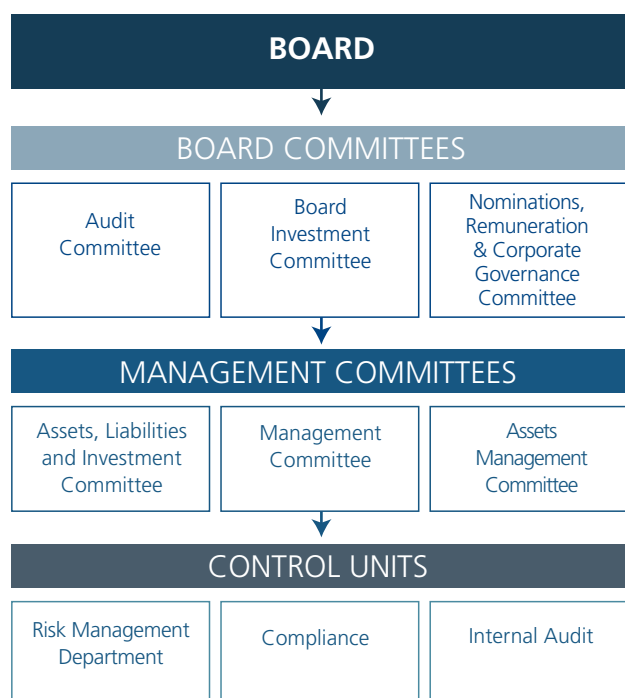 BOARD
BOARD COMMITTEES
Audit
Committee
Board
Investment
Committee
Nominations,
Remuneration
& Corporate
Governance
Committee
MANAGEMENT COMMITTEES
Assets, Liabilities
and Investment
Committee
Management
Committee
Assets
Management
Committee
CONTROL UNITS
Risk Management
Department
Compliance
Internal Audit